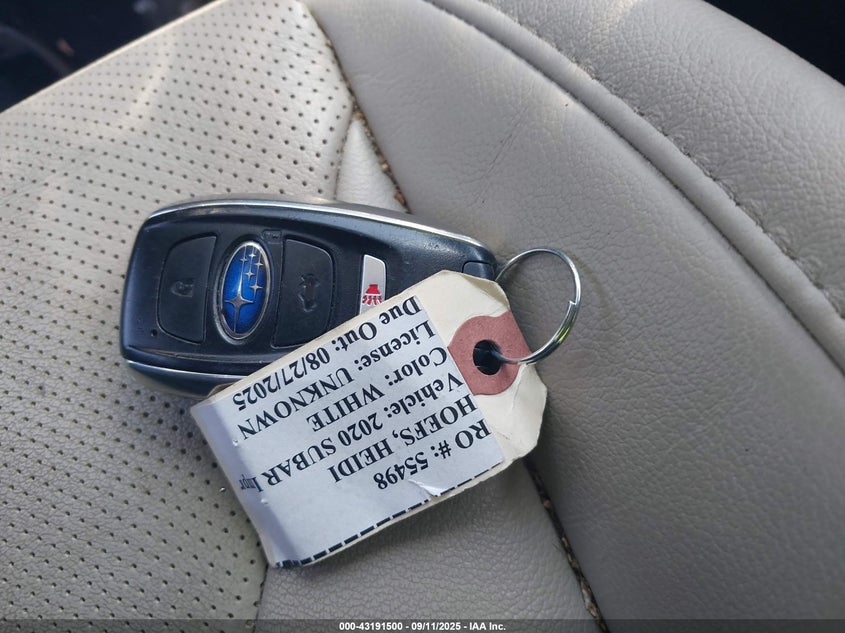 RO #: 55498
HOEFS, HEIDI
Vehicle: 2020 SUBAR Impr
Color: WHITE
License: UNKNOWN
Due Out: 08/27/2025
000-43191500 - 09/11/2025 - IAA Inc.